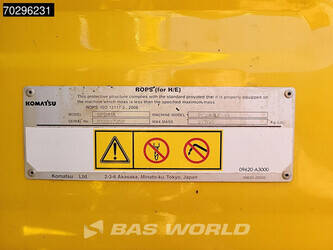 70296231
ROPS (for H/E)
This protective structure complies with the standard provided that it is properly equipped on
the machine which mass is less than the specified maximum mass.
KOMATSU
ROPS: ISO 12117-2 : 2008
MODEL
MACHINE MODEL
SERIAL No.
MAX.MASS
09620-A3000
Komatsu Ltd.
2-3-6 Akasaka, Minato-ku, Tokyo, Japan
BAS WORLD